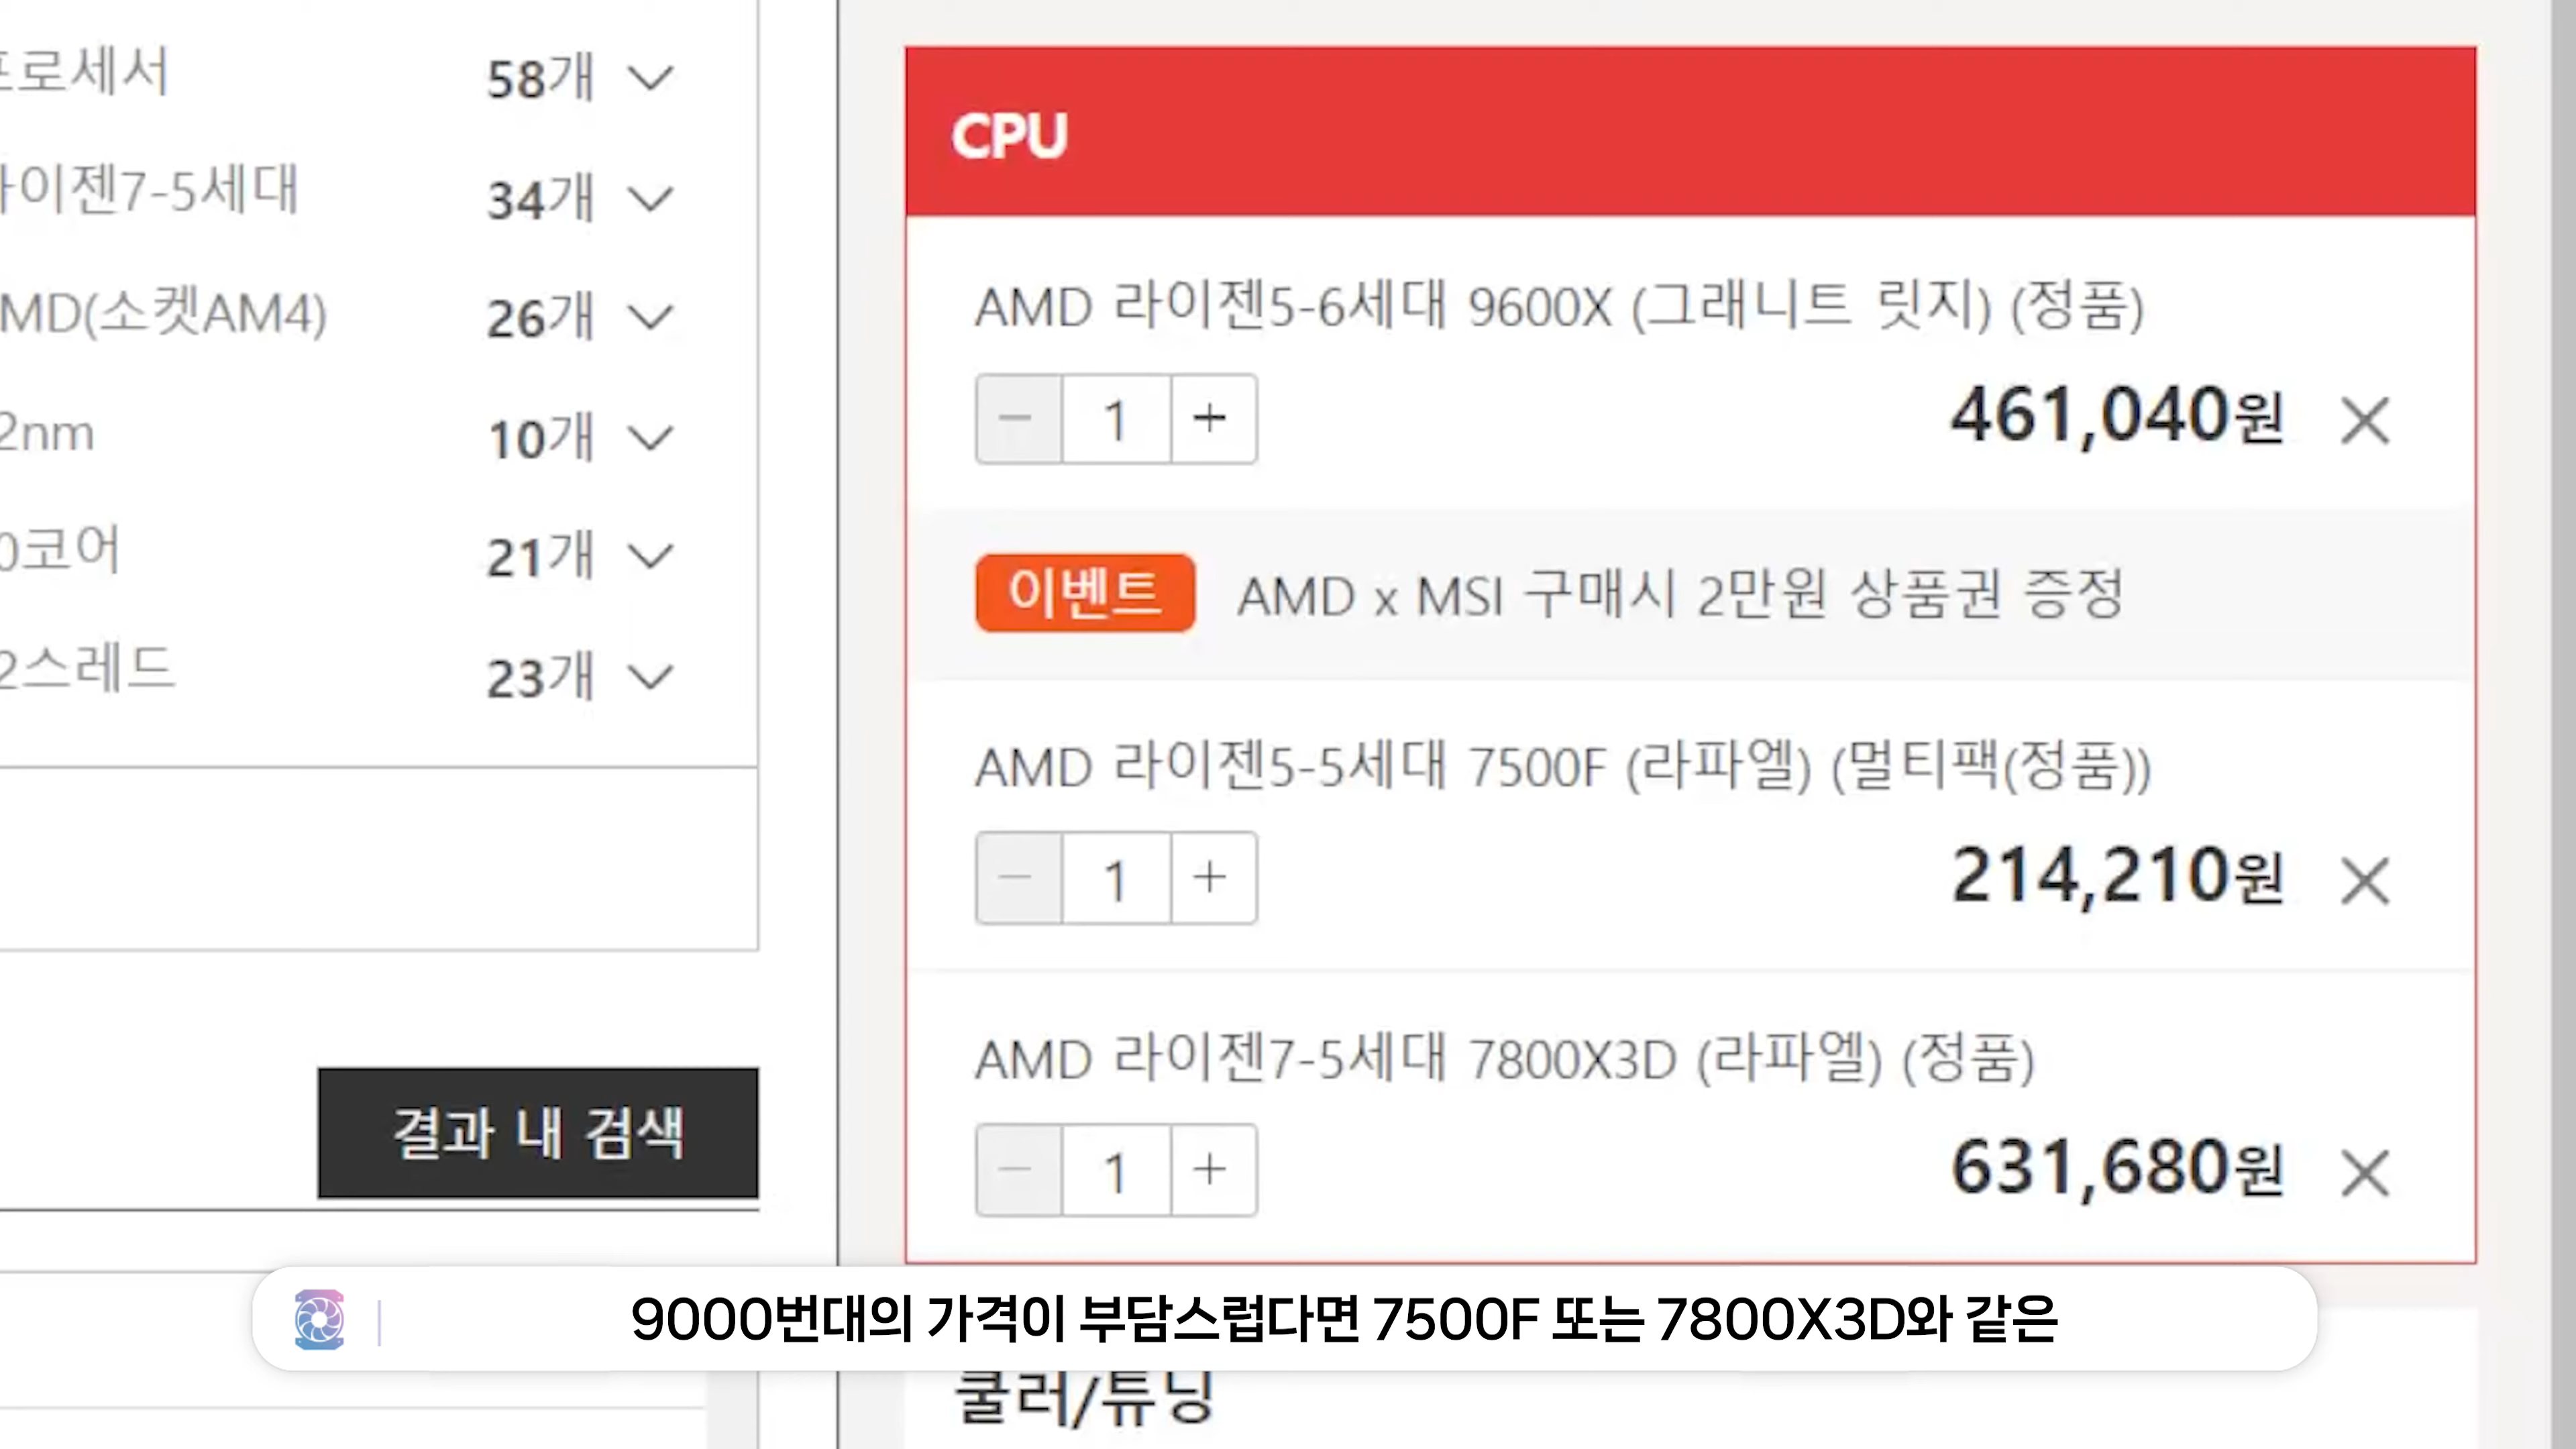 프로세서 58개
라이젠7-5세대 34개
AMD(소켓AM4) 26개
2nm 10개
0코어 21개
2스레드 23개
결과 내 검색
CPU
AMD 라이젠5-6세대 9600X (그래니트 릿지) (정품)
1 461,040원
이벤트 AMD x MSI 구매시 2만원 상품권 증정
AMD 라이젠5-5세대 7500F (라파엘) (멀티팩(정품))
1 214,210원
AMD 라이젠7-5세대 7800X3D (라파엘) (정품)
1 631,680원
9000번대의 가격이 부담스럽다면 7500F 또는 7800X3D와 같은
쿨러/튜닝